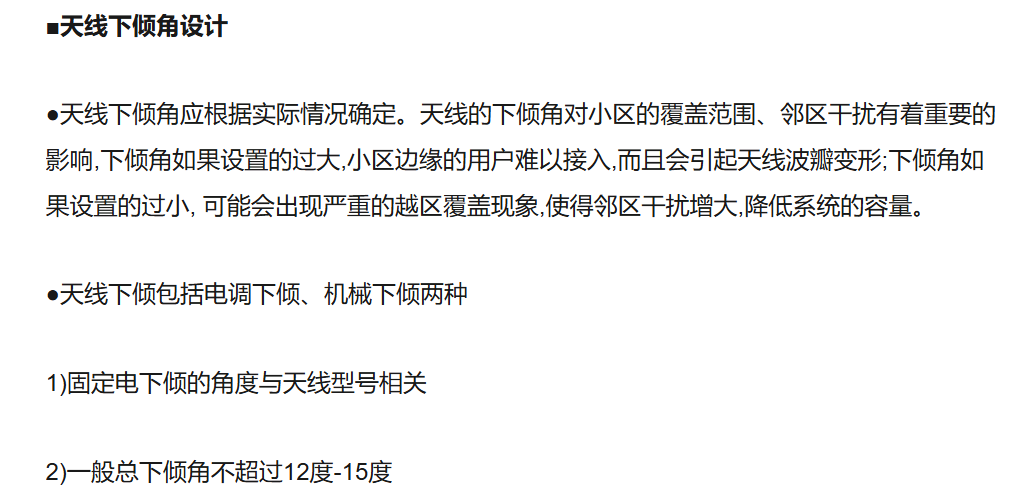 ■天线下倾角设计
●天线下倾角应根据实际情况确定。天线的下倾角对小区的覆盖范围、邻区干扰有着重要的
影响,下倾角如果设置的过大,小区边缘的用户难以接入,而且会引起天线波瓣变形;下倾角如
果设置的过小, 可能会出现严重的越区覆盖现象,使得邻区干扰增大,降低系统的容量。
●天线下倾包括电调下倾、机械下倾两种
1)固定电下倾的角度与天线型号相关
2)一般总下倾角不超过12度-15度